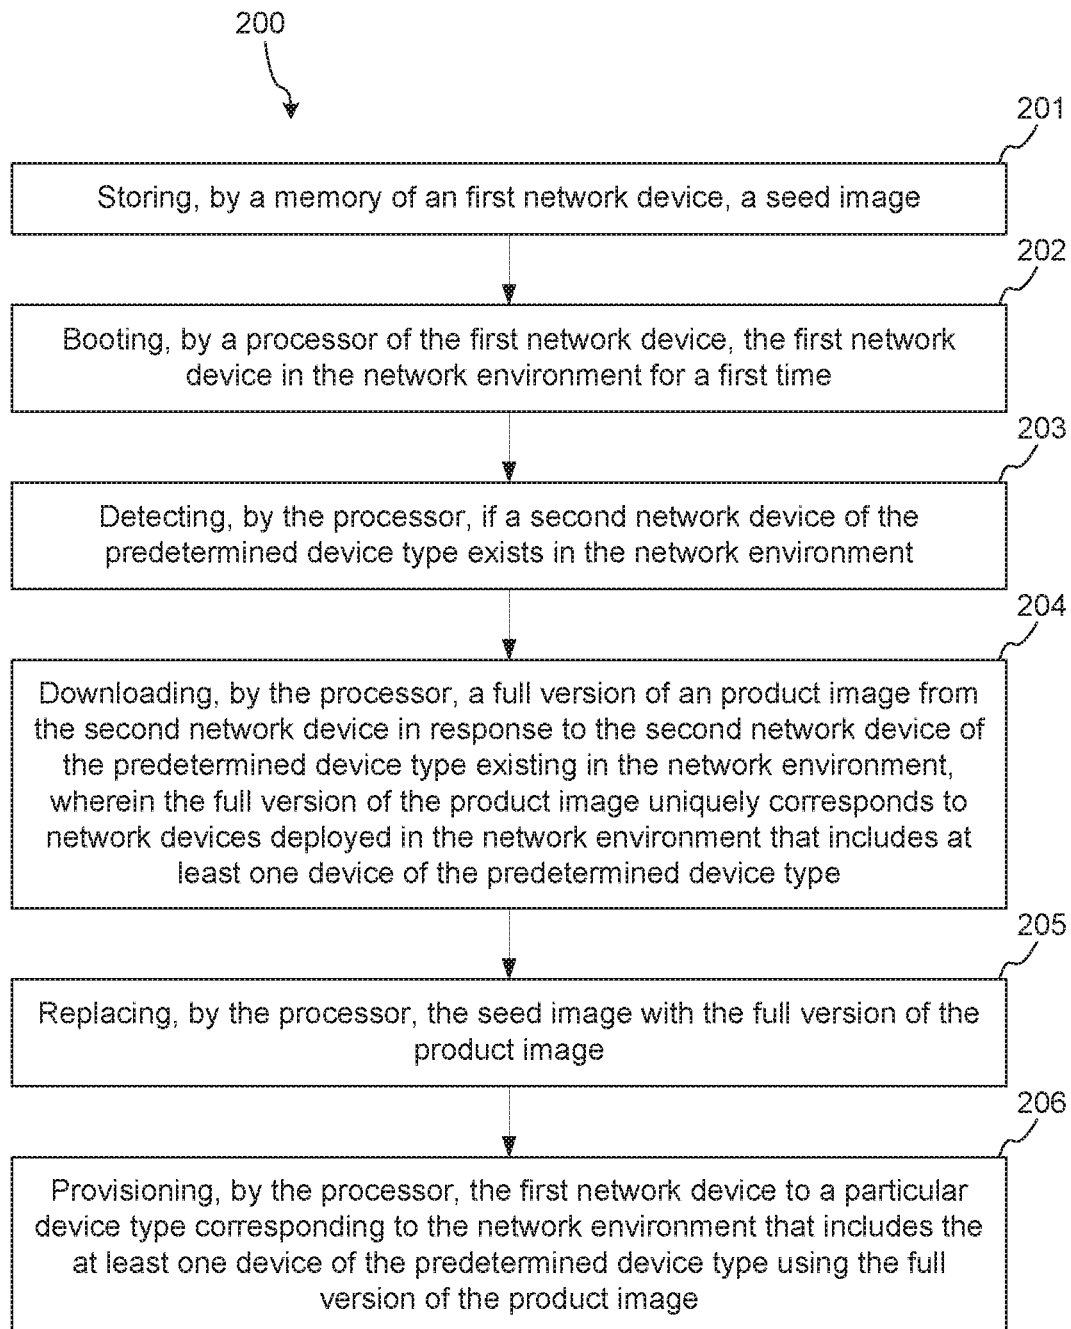 200
201
Storing, by a memory of an first network device, a seed image
202
Booting, by a processor of the first network device, the first network
device in the network environment for a first time
203
Detecting, by the processor, if a second network device of the
predetermined device type exists in the network environment
204
Downloading, by the processor, a full version of an product image from
the second network device in response to the second network device of
the predetermined device type existing in the network environment,
wherein the full version of the product image uniquely corresponds to
network devices deployed in the network environment that includes at
least one device of the predetermined device type
205
Replacing, by the processor, the seed image with the full version of the
product image
206
Provisioning, by the processor, the first network device to a particular
device type corresponding to the network environment that includes the
at least one device of the predetermined device type using the full
version of the product image